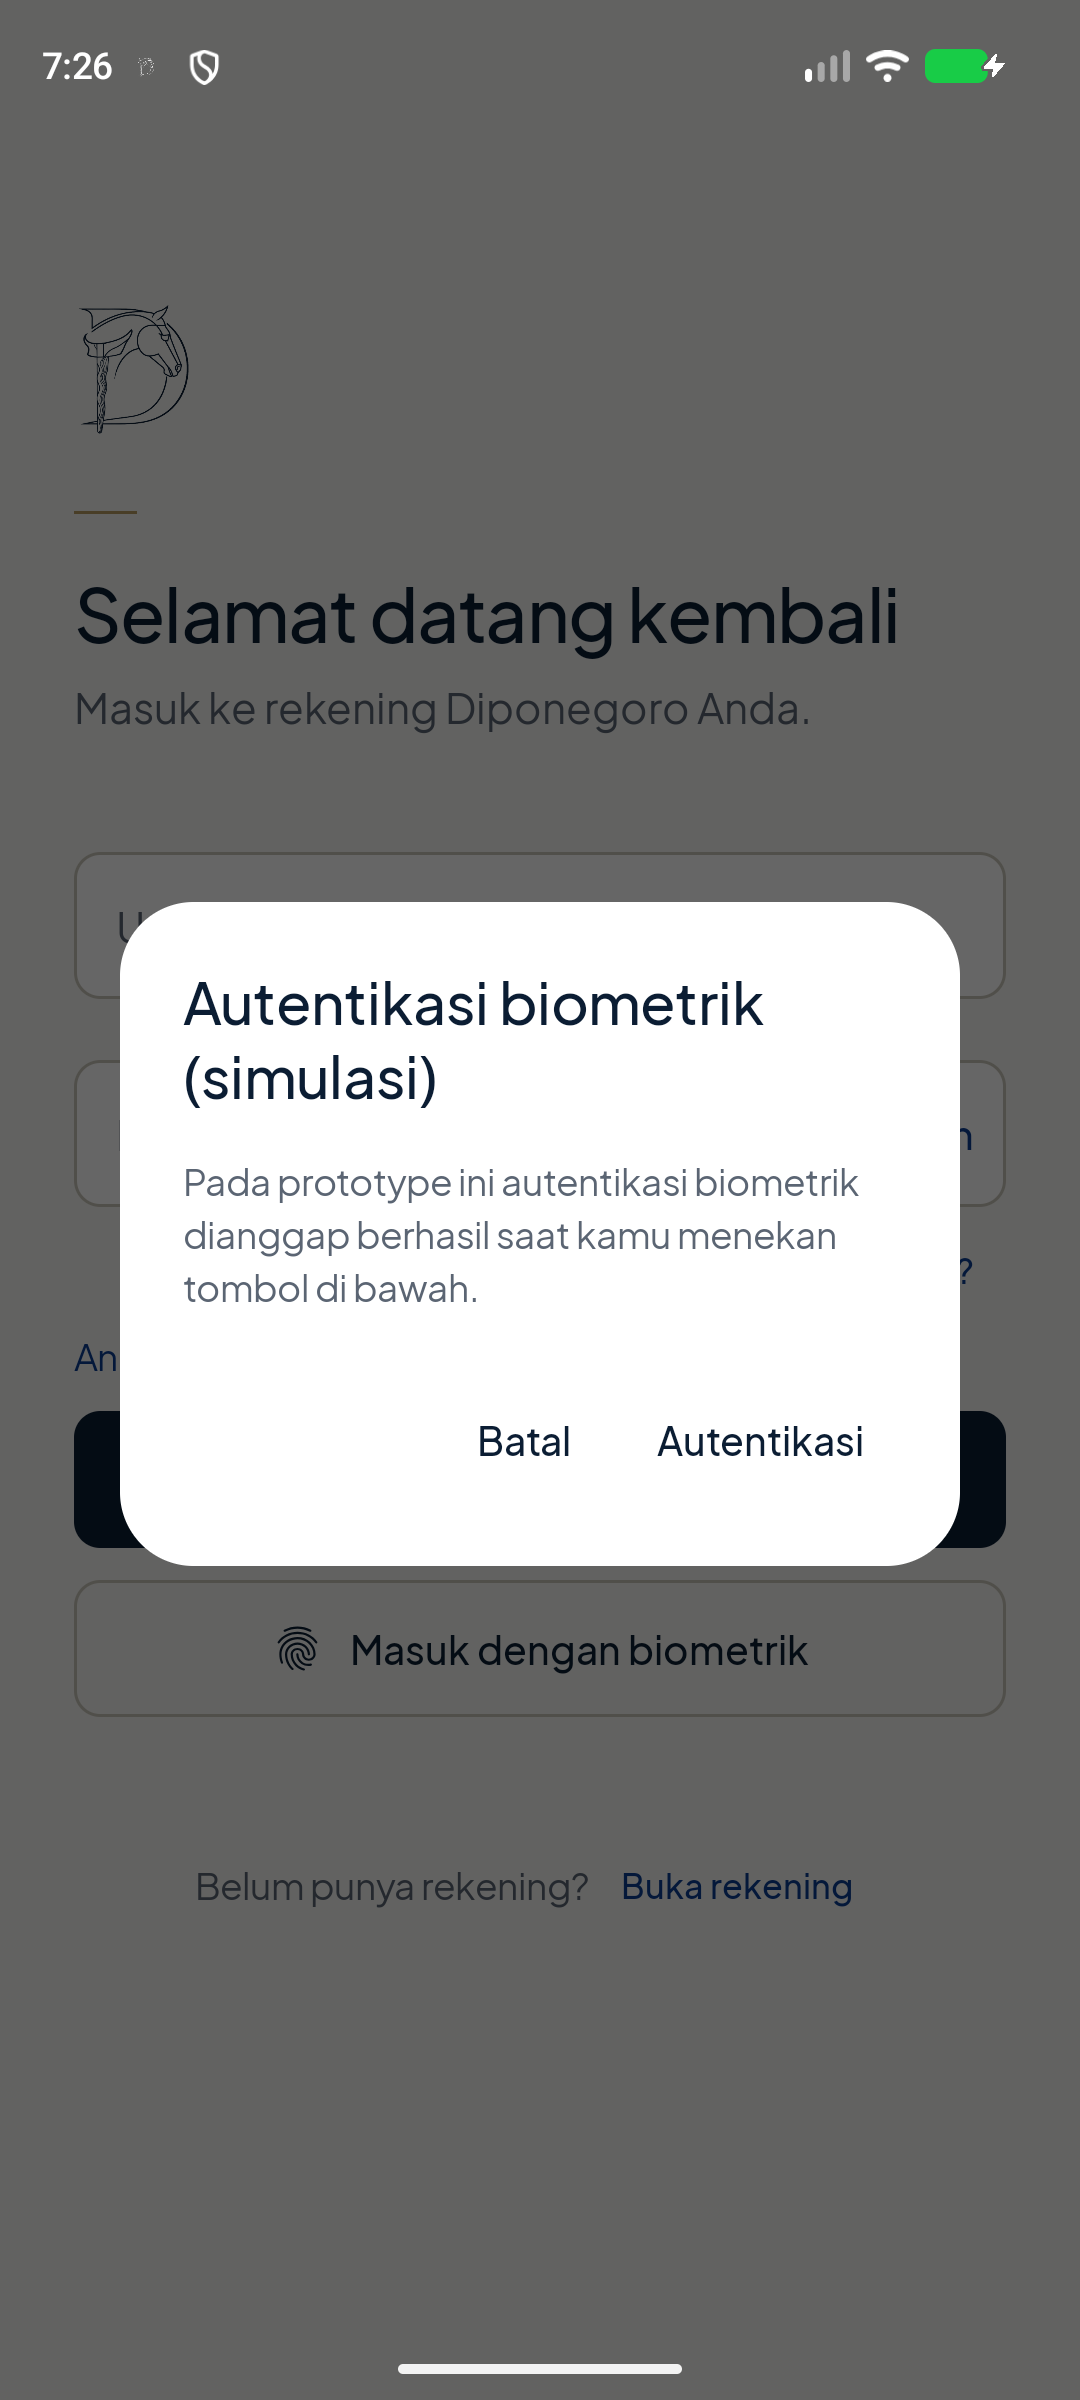 7:26
Selamat datang kembali
Masuk ke rekening Diponegoro Anda.
Autentikasi biometrik
(simulasi)
Pada prototype ini autentikasi biometrik
dianggap berhasil saat kamu menekan
tombol di bawah.
?
An
Batal Autentikasi
Masuk dengan biometrik
Belum punya rekening? Buka rekening